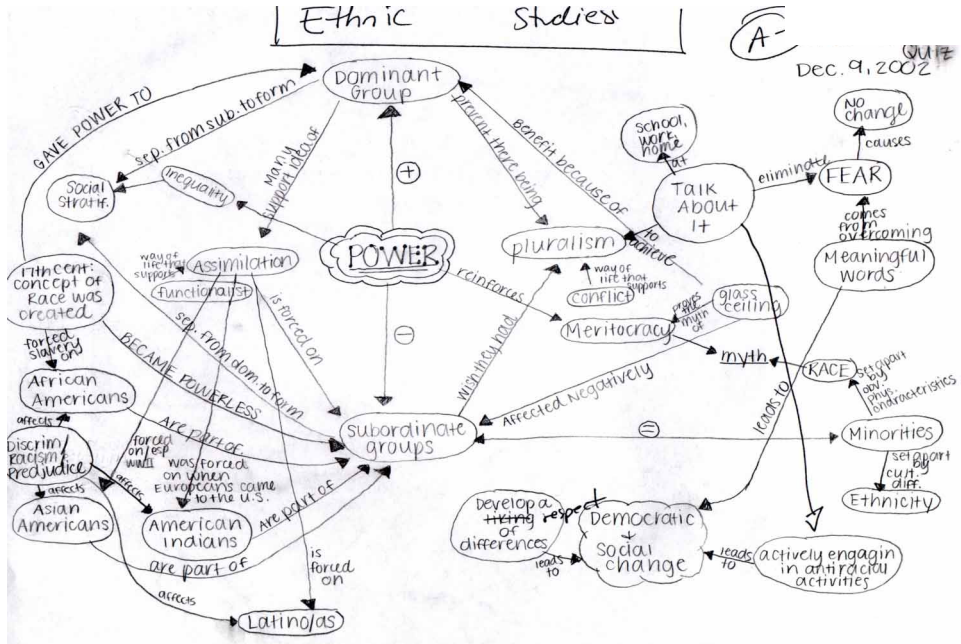 Ethnic Studies
A-
QUIZ
Dec. 9, 2002
Dominant
Group
GAVE POWER TO
sep. from sub. to form
Many
support idea of
prevent there being
Benefit because of
School,
work,
home
at
NO
change
causes
eliminate
FEAR
Talk
About
It
to
achieve
comes
from
overcoming
Meaningful
words
Social
Stratif.
Inequality
+
POWER
pluralism
way of
life that
supports
conflict
way of
life that
supports
Assimilation
functionalist
17th cent:
concept of
Race was
created
forced
slavery
on
sep. from dom. to form
is forced on
-
reinforces
Meritocracy
proves
the
myth of
glass
ceiling
myth
RACE
set apart
by
obv.
phys.
characteristics
BECAME POWERLESS
wish they had
Affected Negatively
leads to
African
Americans
affects
Are part of
subordinate
groups
=
Minorities
set apart
by
cult.
diff.
Ethnicity
Discrim/
Racism/
Predjudice
forced
on/esp
WWII
was forced
on when
Europeans came
to the U.S.
affects
affects
Asian
Americans
American
Indians
Are part of
are part of
is
forced
on
affects
Latino/as
Develop a
liking respect
of
differences
leads
to
Democratic
+
Social
change
leads
to
actively engagin
in antiracial
activities